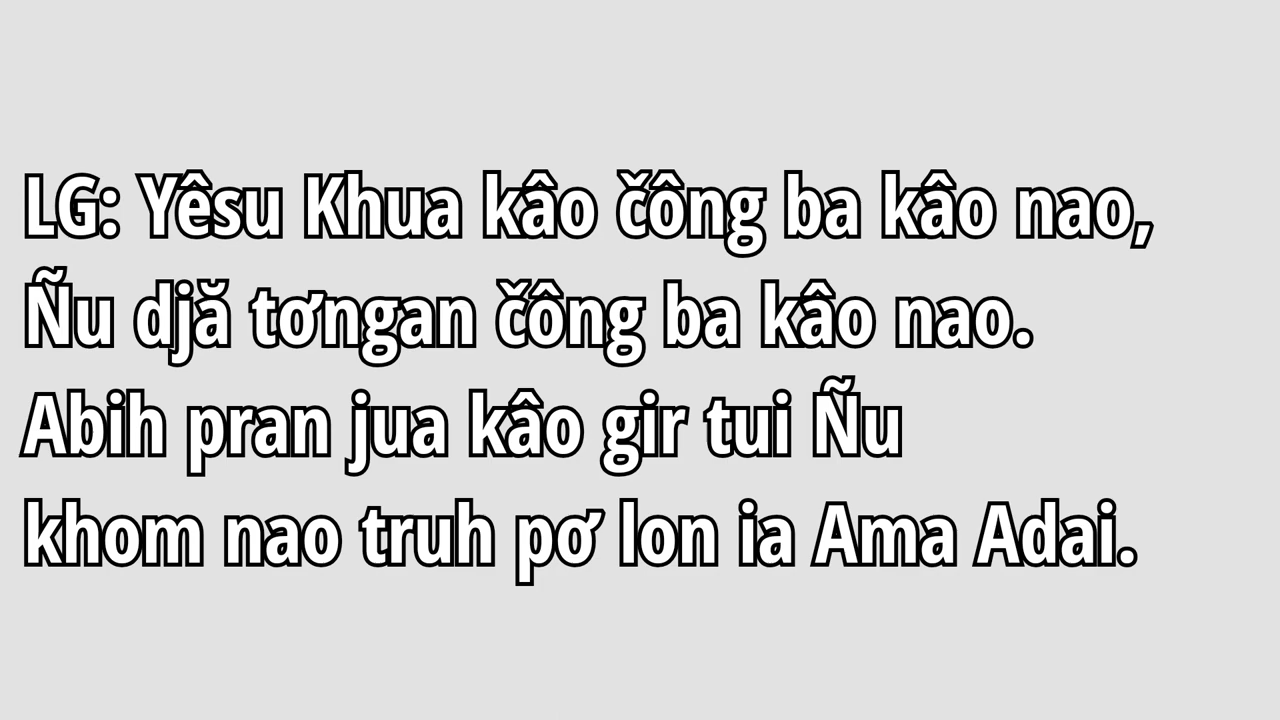 LG: Yêsu Khua kâo čông ba kâo nao,
Ñu djă tơngan čông ba kâo nao.
Abih pran jua kâo gir tui Ñu
khom nao truh pơ lon ia Ama Adai.